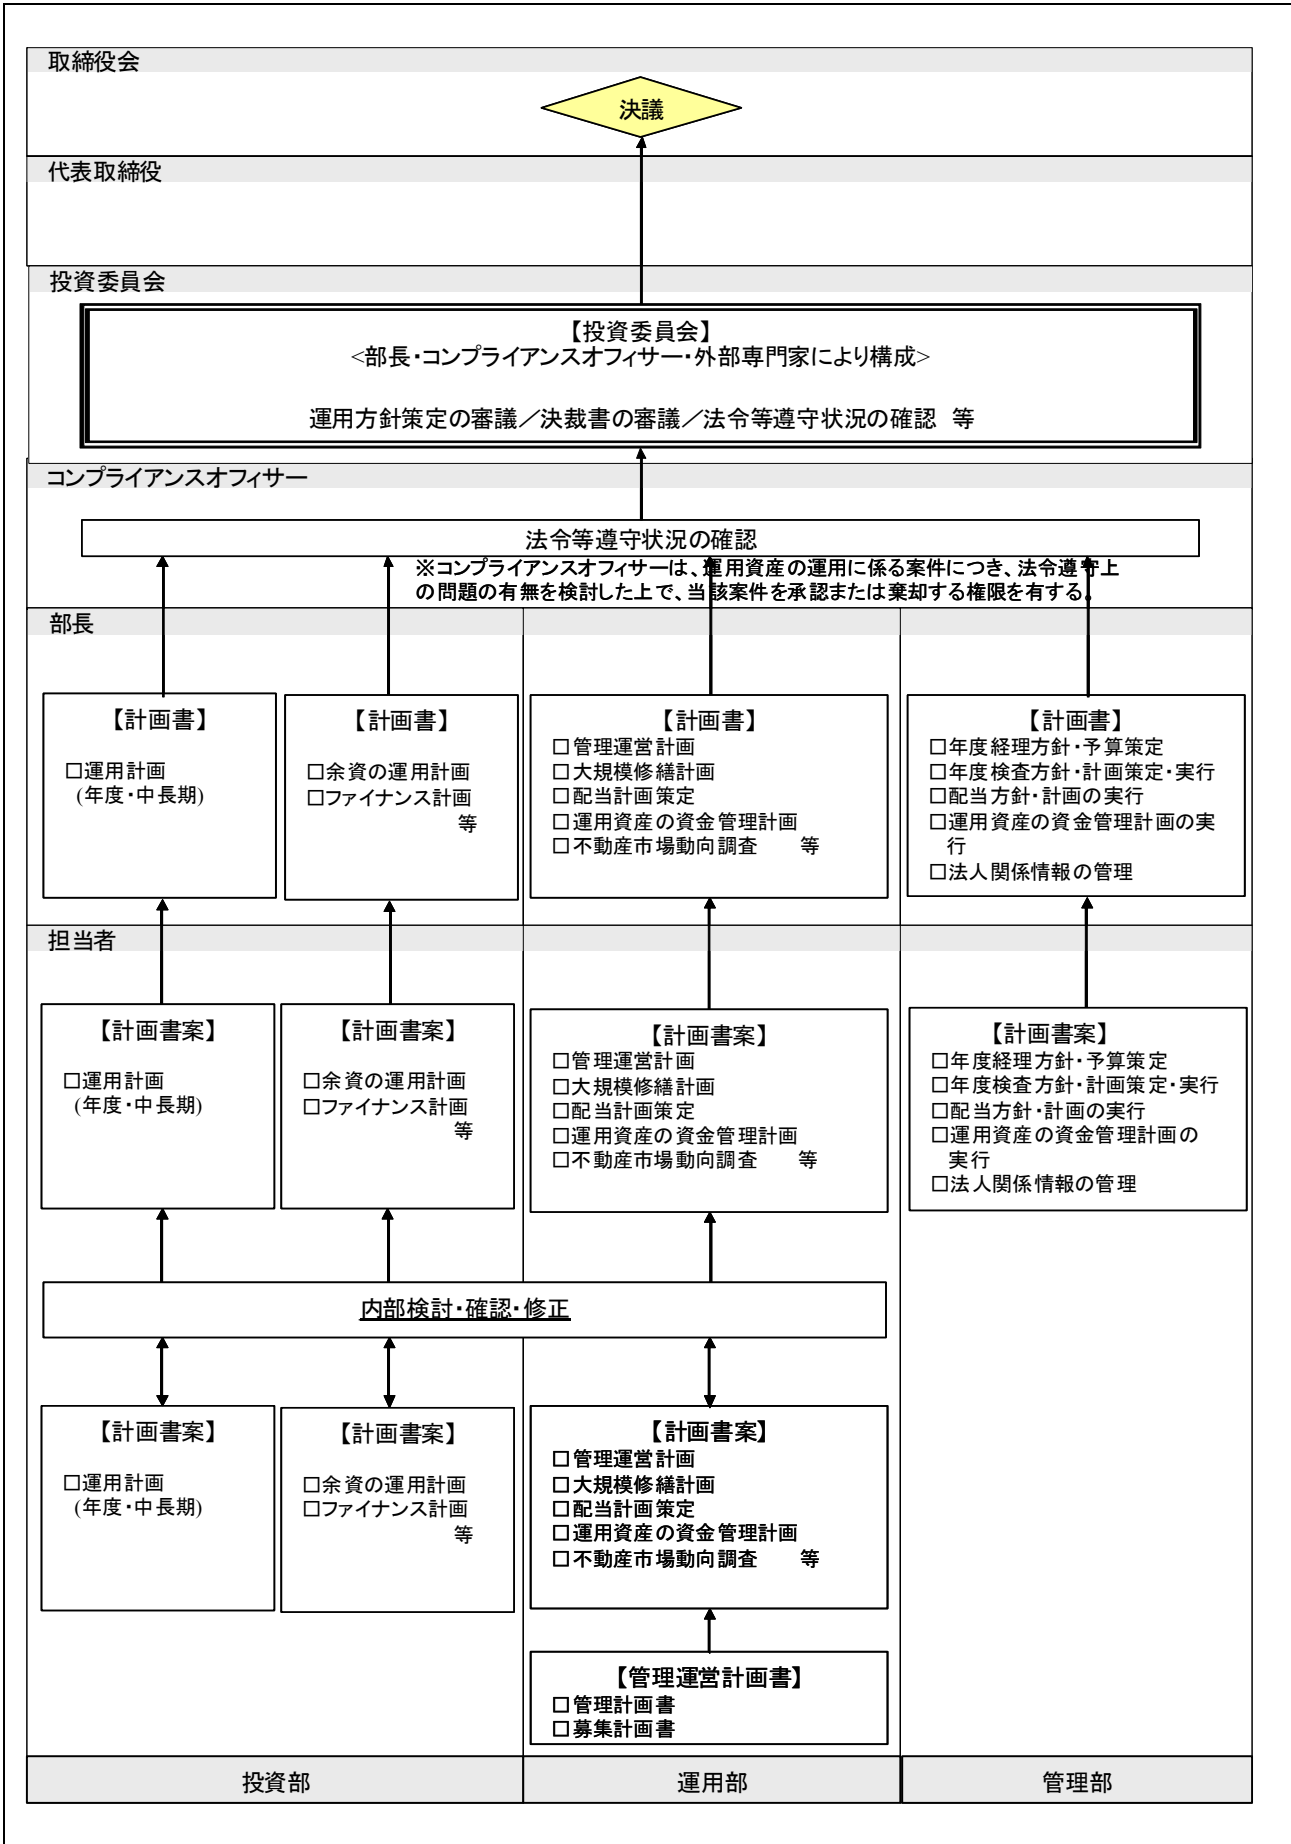 取締役会
決議
代表取締役
投資委員会
【投資委員会】
<部長・コンプライアンスオフィサー・外部専門家により構成>
運用方針策定の審議／決裁書の審議／法令等遵守状況の確認 等
コンプライアンスオフィサー
法令等遵守状況の確認
※コンプライアンスオフィサーは、運用資産の運用に係る案件につき、法令遵守上
の問題の有無を検討した上で、当該案件を承認または棄却する権限を有する。
部長
【計画書】
□運用計画
(年度・中長期)
【計画書】
□余資の運用計画
□ファイナンス計画
等
【計画書】
□管理運営計画
□大規模修繕計画
□配当計画策定
□運用資産の資金管理計画
□不動産市場動向調査 等
【計画書】
□年度経理方針・予算策定
□年度検査方針・計画策定・実行
□配当方針・計画の実行
□運用資産の資金管理計画の実
行
□法人関係情報の管理
担当者
【計画書案】
□運用計画
(年度・中長期)
【計画書案】
□余資の運用計画
□ファイナンス計画
等
【計画書案】
□管理運営計画
□大規模修繕計画
□配当計画策定
□運用資産の資金管理計画
□不動産市場動向調査 等
【計画書案】
□年度経理方針・予算策定
□年度検査方針・計画策定・実行
□配当方針・計画の実行
□運用資産の資金管理計画の
実行
□法人関係情報の管理
内部検討・確認・修正
【計画書案】
□運用計画
(年度・中長期)
【計画書案】
□余資の運用計画
□ファイナンス計画
等
【計画書案】
□管理運営計画
□大規模修繕計画
□配当計画策定
□運用資産の資金管理計画
□不動産市場動向調査 等
【管理運営計画書】
□管理計画書
□募集計画書
投資部
運用部
管理部